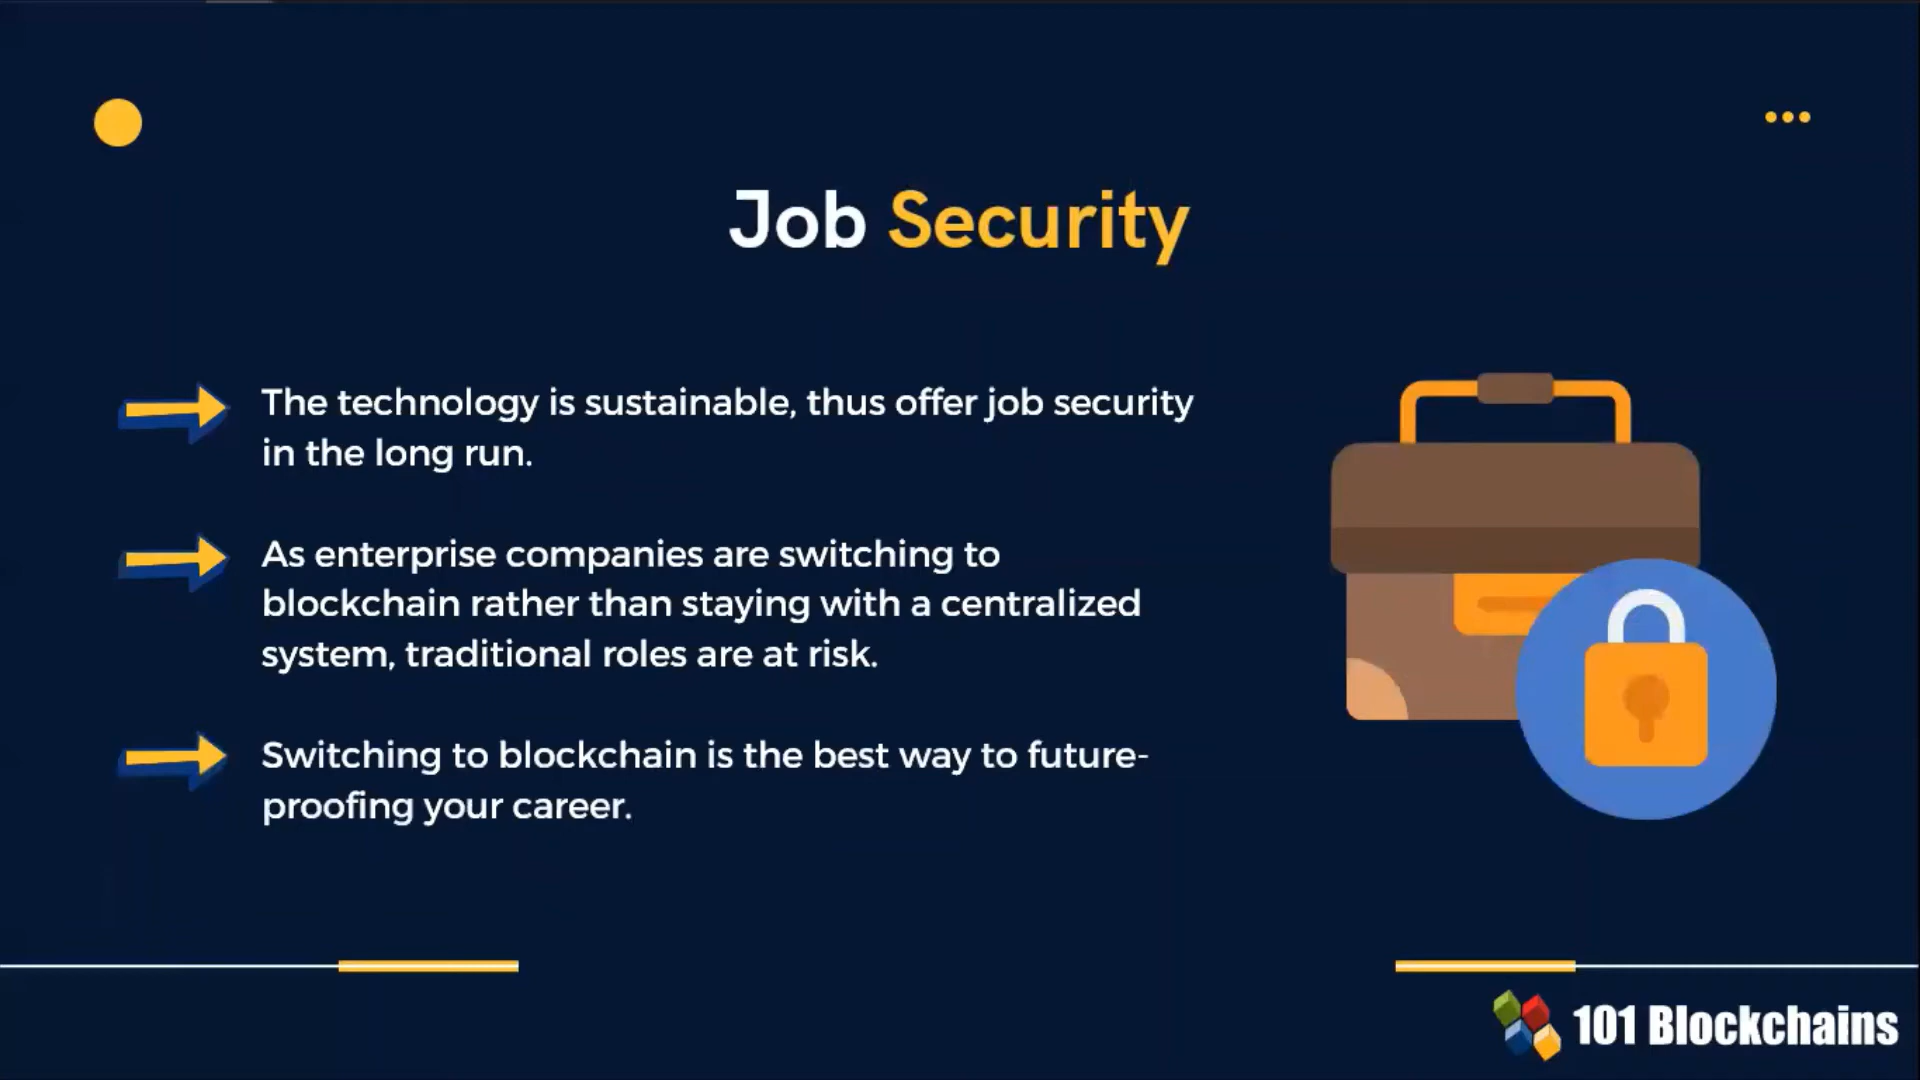 Job Security
The technology is sustainable, thus offer job security
in the long run.
As enterprise companies are switching to
blockchain rather than staying with a centralized
system, traditional roles are at risk.
Switching to blockchain is the best way to future-
proofing your career.
101 Blockchains